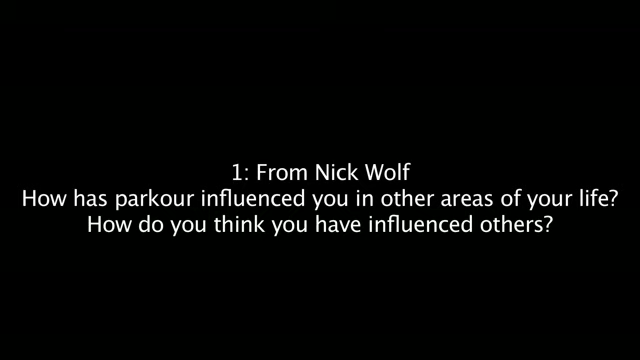 1: From Nick Wolf
How has parkour influenced you in other areas of your life?
How do you think you have influenced others?